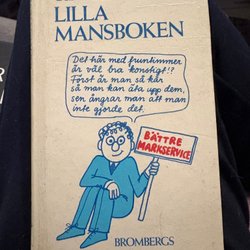 LILLA
MANSBOKEN
Det här med fruntimmer
är väl bra konstigt!?
Först är man så kär
så man kan äta upp dem,
sen ångrar man att man
inte gjorde det.
BÄTTRE
MARKSERVICE
BROMBERGS